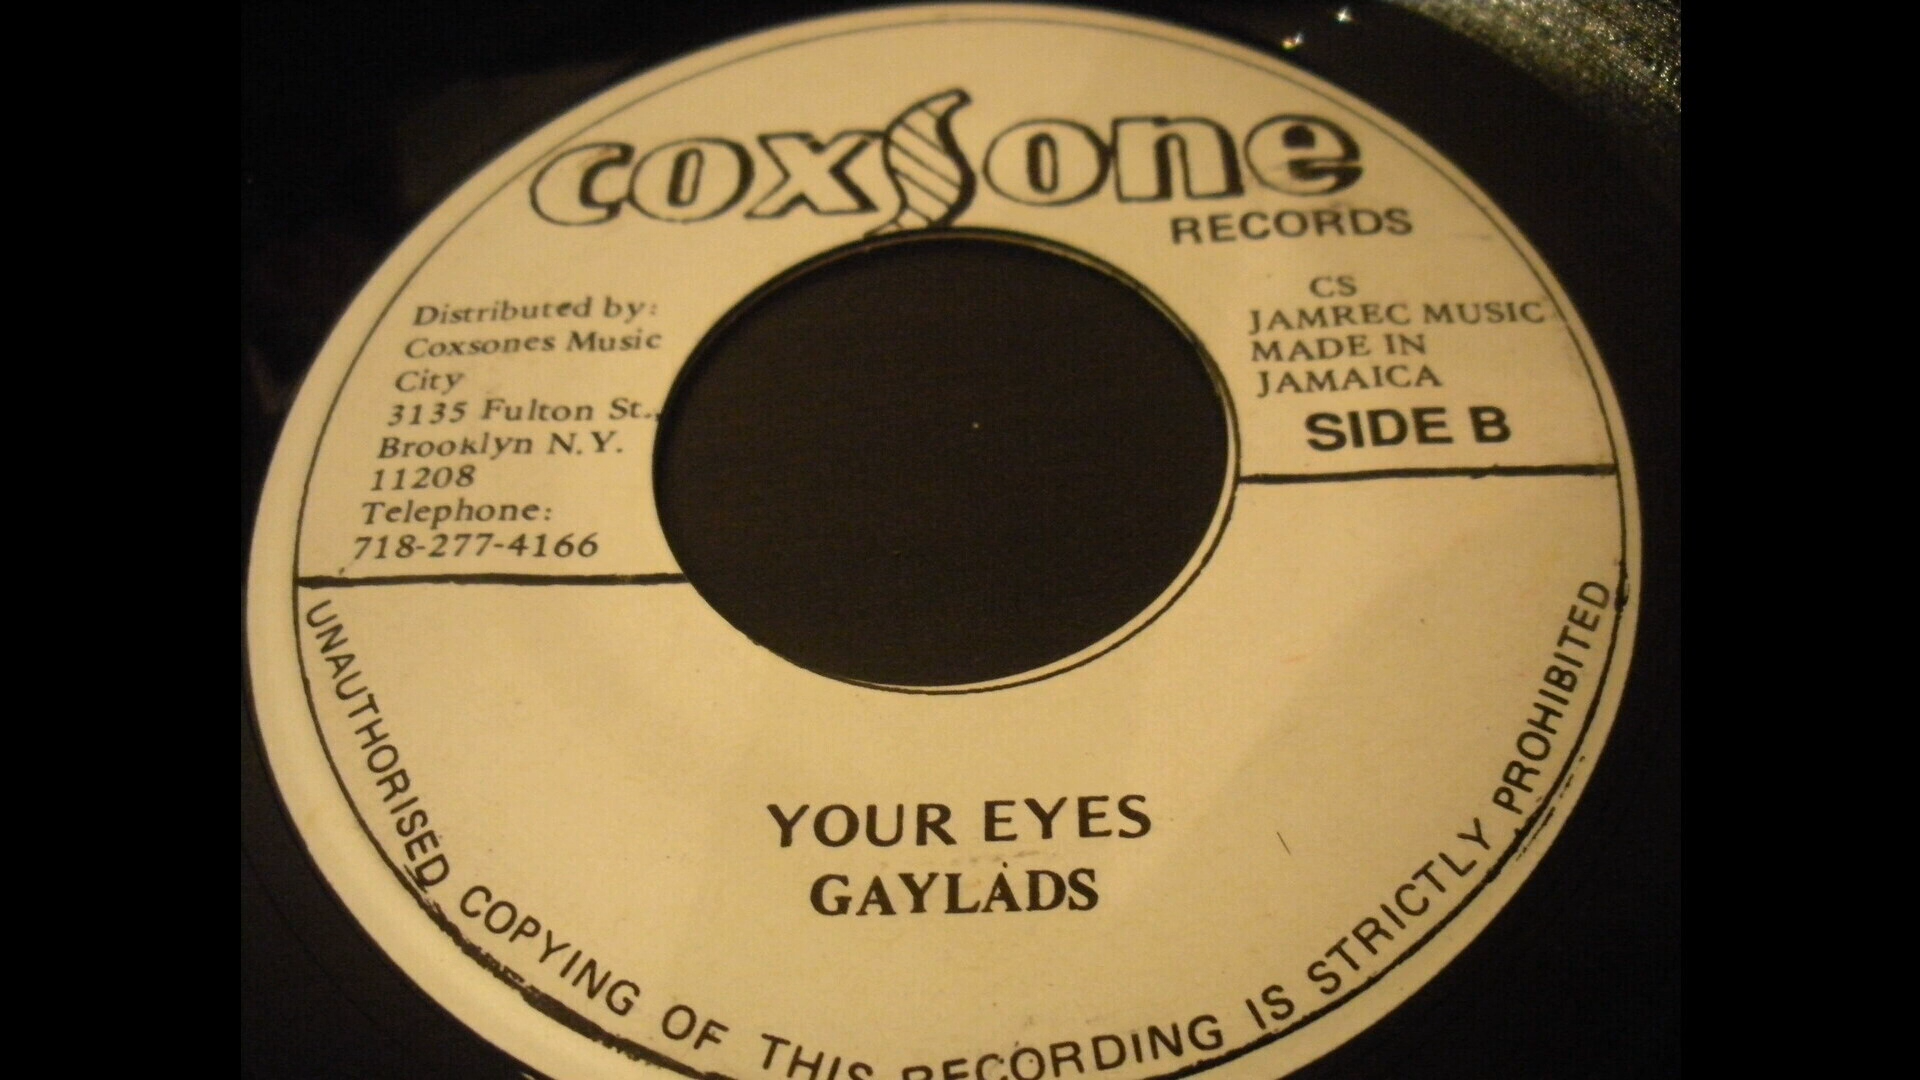 coxsone
RECORDS
Distributed by:
Coxsones Music
City
3135 Fulton St.,
Brooklyn N.Y.
11208
Telephone:
718-277-4166
CS
JAMREC MUSIC
MADE IN
JAMAICA
SIDE B
YOUR EYES
GAYLADS
UNAUTHORISED COPYING OF THIS RECORDING IS STRICTLY PROHIBITED